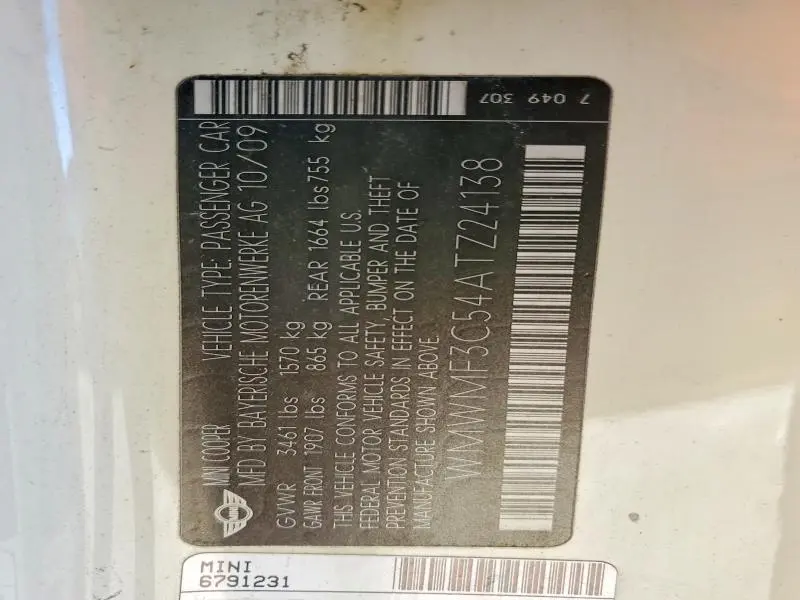 7 049 307
MINI COOPER VEHICLE TYPE: PASSENGER CAR
MFD BY BAYERISCHE MOTORENWERKE AG 10/09
GVWR 3461 lbs 1570 kg
GAWR FRONT 1907 lbs 865 kg REAR 1664 lbs 755 kg
THIS VEHICLE CONFORMS TO ALL APPLICABLE U.S.
FEDERAL MOTOR VEHICLE SAFETY, BUMPER AND THEFT
PREVENTION STANDARDS IN EFFECT ON THE DATE OF
MANUFACTURE SHOWN ABOVE.
WMWMF3C54ATZ24138
MINI
6791231